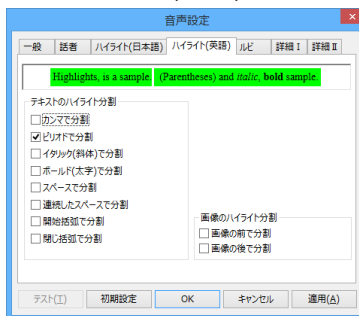 音声設定
一般 話者 ハイライト(日本語) ハイライト(英語) ルビ 詳細 I 詳細 II
Highlights, is a sample. (Parentheses) and italic, bold sample.
テキストのハイライト分割
カンマで分割
ピリオドで分割
イタリック(斜体)で分割
ボールド(太字)で分割
スペースで分割
連続したスペースで分割
開始括弧で分割
閉じ括弧で分割
画像のハイライト分割
画像の前で分割
画像の後で分割
テスト(T) 初期設定 OK キャンセル 適用(A)